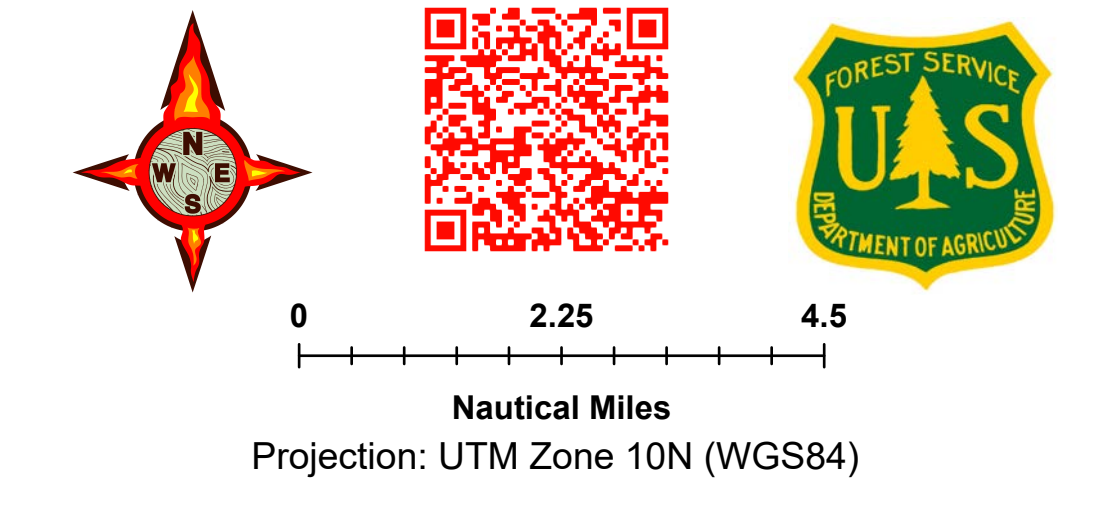 N
W E
S
FOREST SERVICE
U S
DEPARTMENT OF AGRICULTURE
0 2.25 4.5
Nautical Miles
Projection: UTM Zone 10N (WGS84)